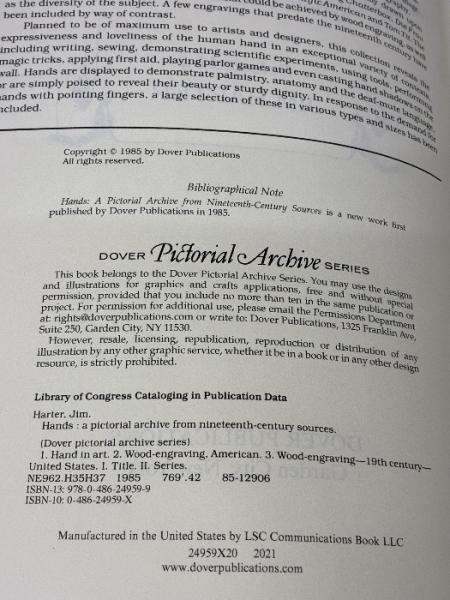 as the diversity of the subject. A few engravings that predate the nineteenth century have
been included by way of contrast.
Planned to be of maximum use to artists and designers, this collection reveals the
expressiveness and loveliness of the human hand in an exceptional variety of contexts
including writing, sewing, demonstrating scientific experiments, using tools, performing
magic tricks, applying first aid, playing parlor games and even casting hand shadows on the
wall. Hands are displayed to demonstrate palmistry, anatomy and the deaf-mute language,
or are simply poised to reveal their beauty or sturdy dignity. In response to the demand for
hands with pointing fingers, a large selection of these in various types and sizes has been
included.
Copyright © 1985 by Dover Publications
All rights reserved.
Bibliographical Note
Hands: A Pictorial Archive from Nineteenth-Century Sources is a new work first
published by Dover Publications in 1985.
DOVER Pictorial Archive SERIES
This book belongs to the Dover Pictorial Archive Series. You may use the designs
and illustrations for graphics and crafts applications, free and without special
permission, provided that you include no more than ten in the same publication or
project. For permission for additional use, please email the Permissions Department
at: rights@doverpublications.com or write to: Dover Publications, 1325 Franklin Ave,
Suite 250, Garden City, NY 11530.
However, resale, licensing, republication, reproduction or distribution of any
illustration by any other graphic service, whether it be in a book or in any other design
resource, is strictly prohibited.
Library of Congress Cataloging in Publication Data
Harter, Jim.
Hands : a pictorial archive from nineteenth-century sources.
(Dover pictorial archive series)
1. Hand in art. 2. Wood-engraving, American. 3. Wood-engraving—19th century—
United States. I. Title. II. Series.
NE962.H35H37 1985 769'.42 85-12906
ISBN-13: 978-0-486-24959-9
ISBN-10: 0-486-24959-X
Manufactured in the United States by LSC Communications Book LLC
24959X20 2021
www.doverpublications.com